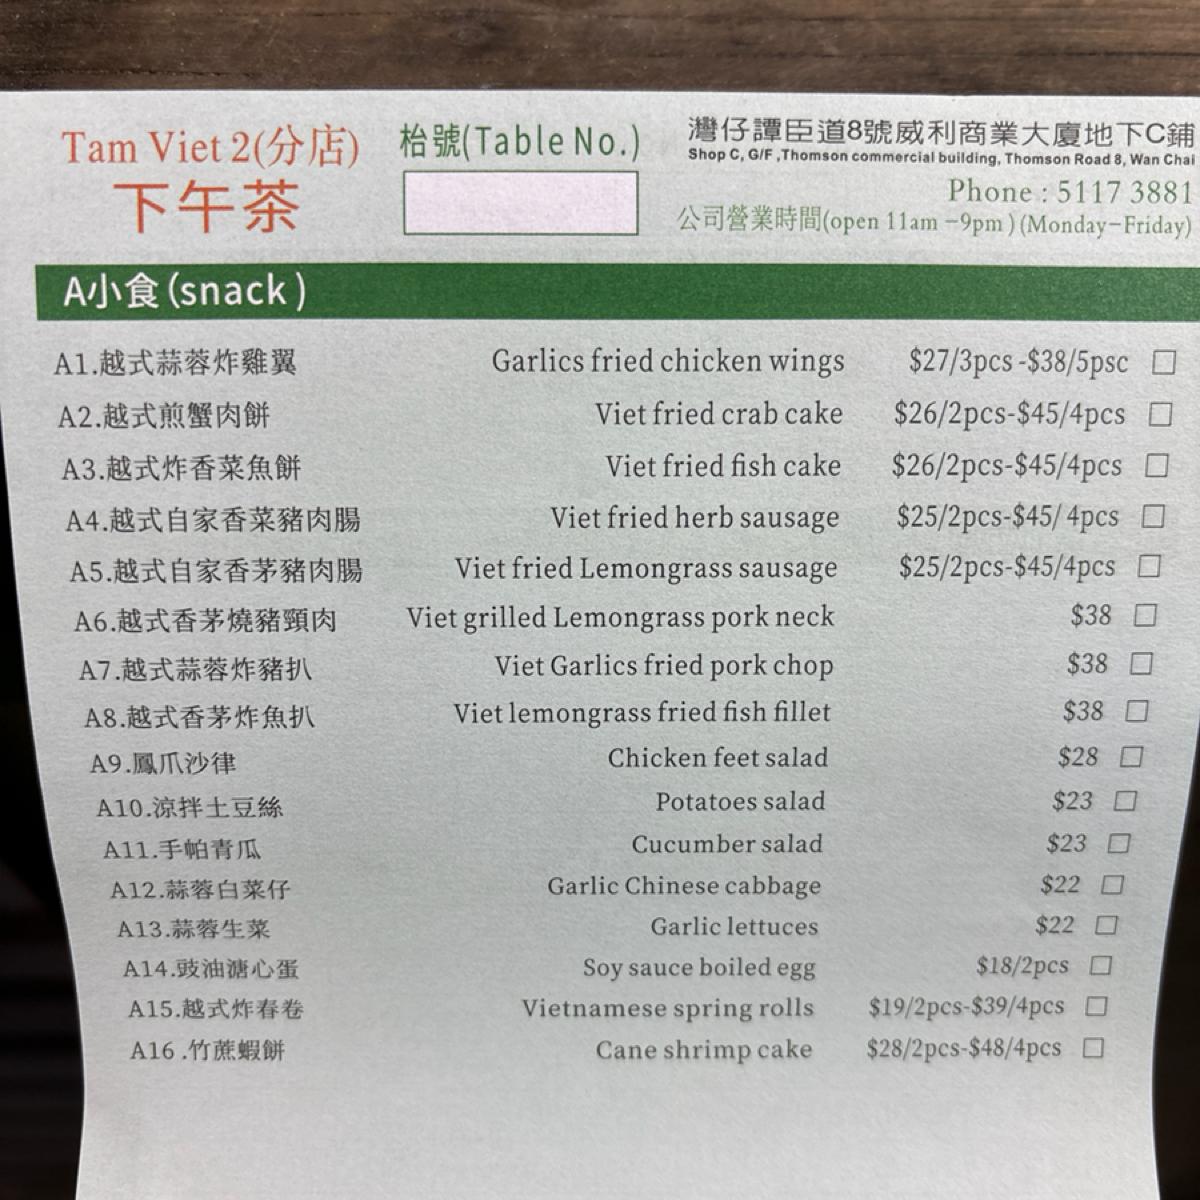 Tam Viet 2(分店)
下午茶
枱號(Table No.)
灣仔譚臣道8號威利商業大廈地下C鋪
Shop C, G/F ,Thomson commercial building, Thomson Road 8, Wan Chai
Phone : 5117 3881
公司營業時間(open 11am –9pm ) (Monday–Friday)
A小食(snack )
A1.越式蒜蓉炸雞翼 Garlics fried chicken wings $27/3pcs -$38/5psc
A2.越式煎蟹肉餅 Viet fried crab cake $26/2pcs-$45/4pcs
A3.越式炸香菜魚餅 Viet fried fish cake $26/2pcs-$45/4pcs
A4.越式自家香菜豬肉腸 Viet fried herb sausage $25/2pcs-$45/ 4pcs
A5.越式自家香茅豬肉腸 Viet fried Lemongrass sausage $25/2pcs-$45/4pcs
A6.越式香茅燒豬頸肉 Viet grilled Lemongrass pork neck $38
A7.越式蒜蓉炸豬扒 Viet Garlics fried pork chop $38
A8.越式香茅炸魚扒 Viet lemongrass fried fish fillet $38
A9.鳳爪沙律 Chicken feet salad $28
A10.涼拌土豆絲 Potatoes salad $23
A11.手帕青瓜 Cucumber salad $23
A12.蒜蓉白菜仔 Garlic Chinese cabbage $22
A13.蒜蓉生菜 Garlic lettuces $22
A14.豉油溏心蛋 Soy sauce boiled egg $18/2pcs
A15.越式炸春卷 Vietnamese spring rolls $19/2pcs-$39/4pcs
A16 .竹蔗蝦餅 Cane shrimp cake $28/2pcs-$48/4pcs